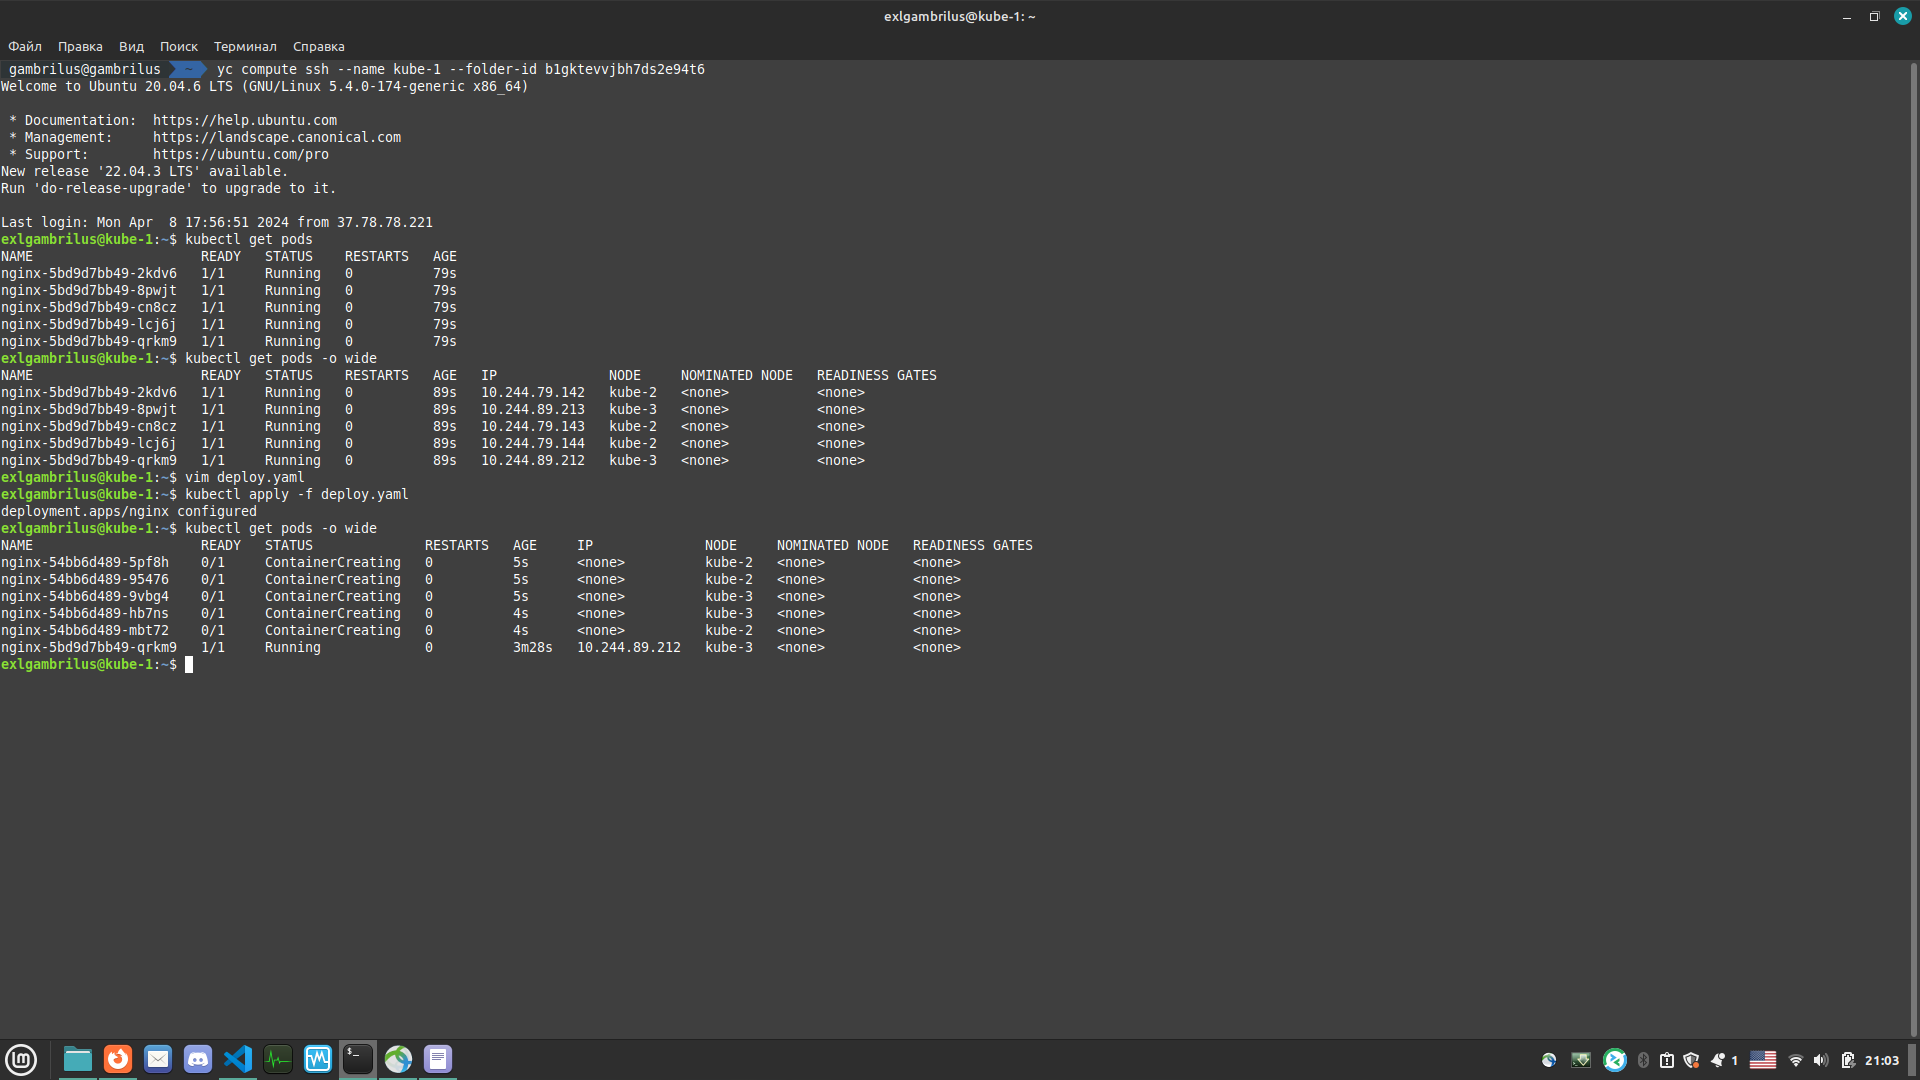 exlgambrilus@kube-1: ~
Файл Правка Вид Поиск Терминал Справка
gambrilus@gambrilus ~ yc compute ssh --name kube-1 --folder-id b1gktevvjbh7ds2e94t6
Welcome to Ubuntu 20.04.6 LTS (GNU/Linux 5.4.0-174-generic x86_64)
* Documentation: https://help.ubuntu.com
* Management: https://landscape.canonical.com
* Support: https://ubuntu.com/pro
New release '22.04.3 LTS' available.
Run 'do-release-upgrade' to upgrade to it.
Last login: Mon Apr 8 17:56:51 2024 from 37.78.78.221
exlgambrilus@kube-1:~$ kubectl get pods
NAME READY STATUS RESTARTS AGE
nginx-5bd9d7bb49-2kdv6 1/1 Running 0 79s
nginx-5bd9d7bb49-8pwjt 1/1 Running 0 79s
nginx-5bd9d7bb49-cn8cz 1/1 Running 0 79s
nginx-5bd9d7bb49-lcj6j 1/1 Running 0 79s
nginx-5bd9d7bb49-qrkm9 1/1 Running 0 79s
exlgambrilus@kube-1:~$ kubectl get pods -o wide
NAME READY STATUS RESTARTS AGE IP NODE NOMINATED NODE READINESS GATES
nginx-5bd9d7bb49-2kdv6 1/1 Running 0 89s 10.244.79.142 kube-2 <none> <none>
nginx-5bd9d7bb49-8pwjt 1/1 Running 0 89s 10.244.89.213 kube-3 <none> <none>
nginx-5bd9d7bb49-cn8cz 1/1 Running 0 89s 10.244.79.143 kube-2 <none> <none>
nginx-5bd9d7bb49-lcj6j 1/1 Running 0 89s 10.244.79.144 kube-2 <none> <none>
nginx-5bd9d7bb49-qrkm9 1/1 Running 0 89s 10.244.89.212 kube-3 <none> <none>
exlgambrilus@kube-1:~$ vim deploy.yaml
exlgambrilus@kube-1:~$ kubectl apply -f deploy.yaml
deployment.apps/nginx configured
exlgambrilus@kube-1:~$ kubectl get pods -o wide
NAME READY STATUS RESTARTS AGE IP NODE NOMINATED NODE READINESS GATES
nginx-54bb6d489-5pf8h 0/1 ContainerCreating 0 5s <none> kube-2 <none> <none>
nginx-54bb6d489-95476 0/1 ContainerCreating 0 5s <none> kube-2 <none> <none>
nginx-54bb6d489-9vbg4 0/1 ContainerCreating 0 5s <none> kube-3 <none> <none>
nginx-54bb6d489-hb7ns 0/1 ContainerCreating 0 4s <none> kube-3 <none> <none>
nginx-54bb6d489-mbt72 0/1 ContainerCreating 0 4s <none> kube-2 <none> <none>
nginx-5bd9d7bb49-qrkm9 1/1 Running 0 3m28s 10.244.89.212 kube-3 <none> <none>
exlgambrilus@kube-1:~$
1 21:03